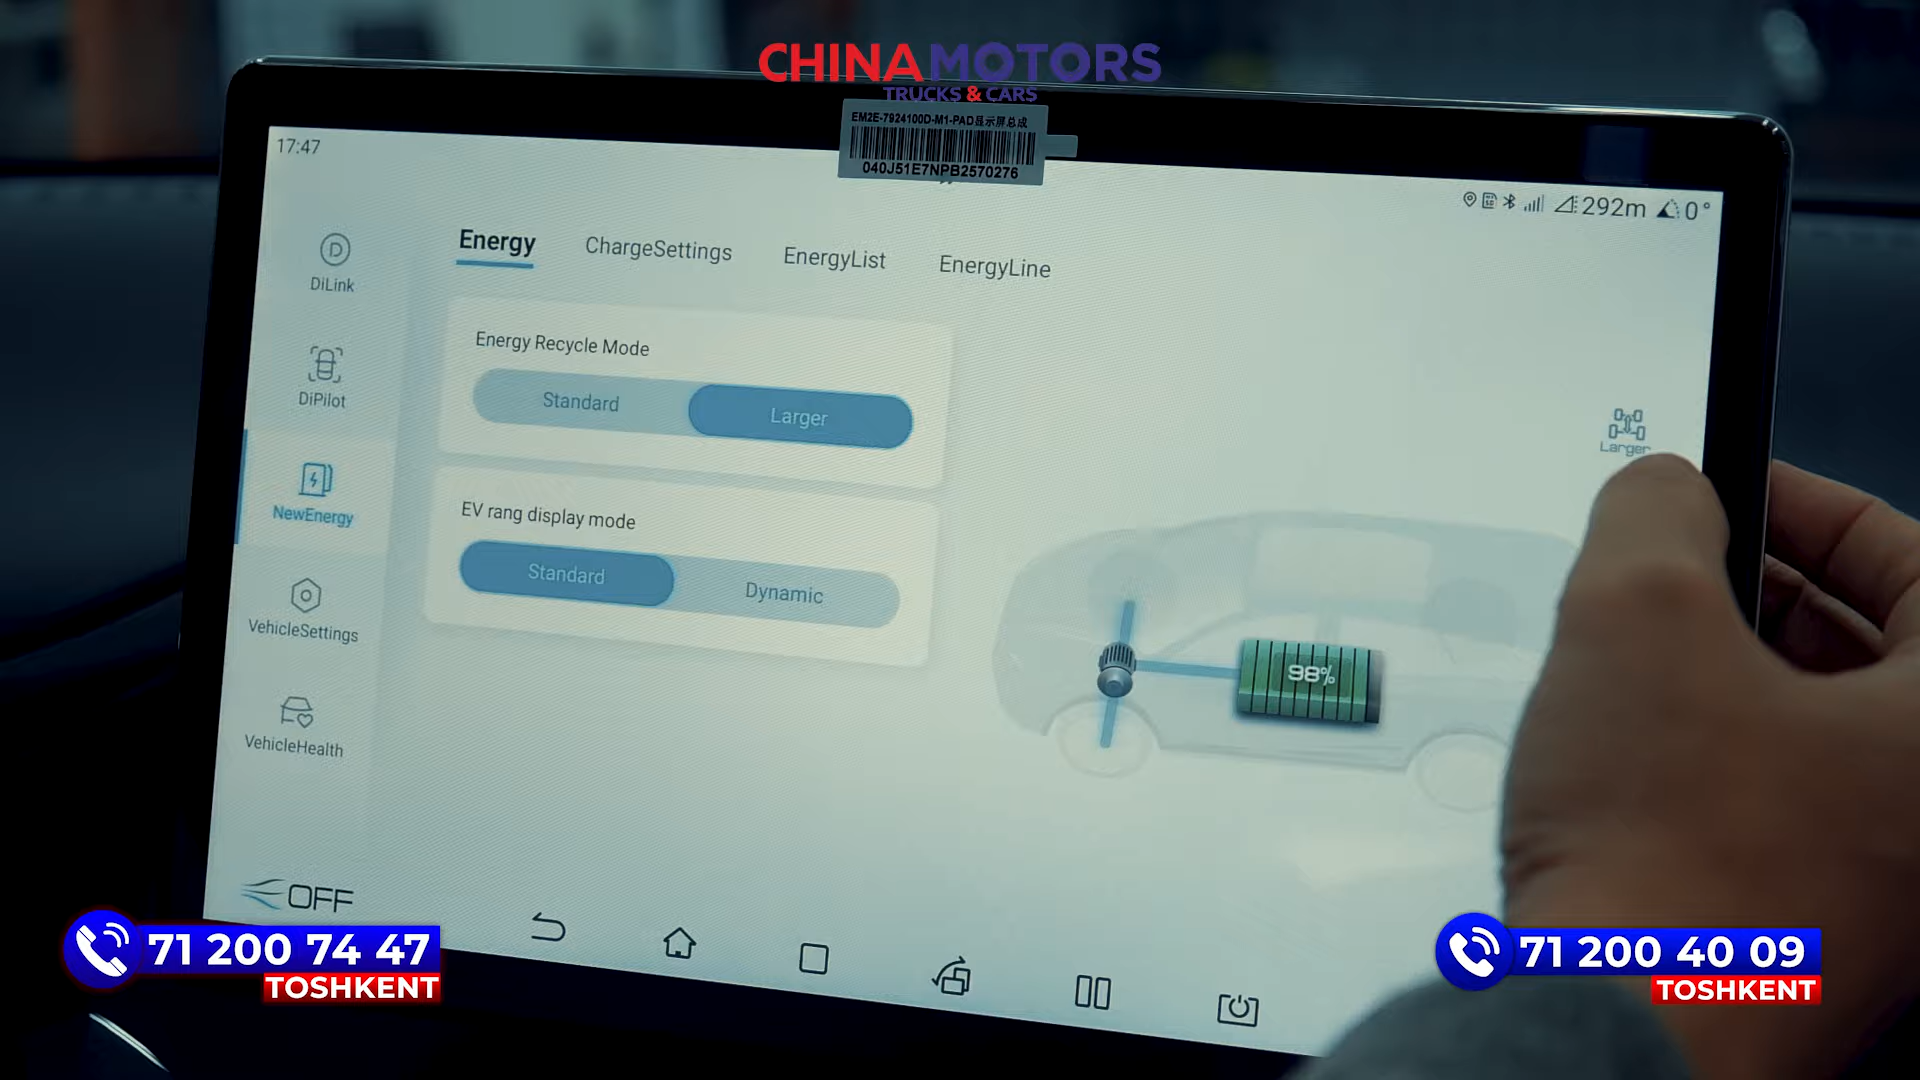 CHINAMOTORS
TRUCKS & CARS
EM2E-7924100D-M1-PAD显示屏总成
040J51E7NPB2570276
17:47
292m
0°
DiLink
DiPilot
NewEnergy
VehicleSettings
VehicleHealth
Energy
ChargeSettings
EnergyList
EnergyLine
Energy Recycle Mode
Standard
Larger
EV rang display mode
Standard
Dynamic
Larger
98%
OFF
71 200 74 47
TOSHKENT
71 200 40 09
TOSHKENT